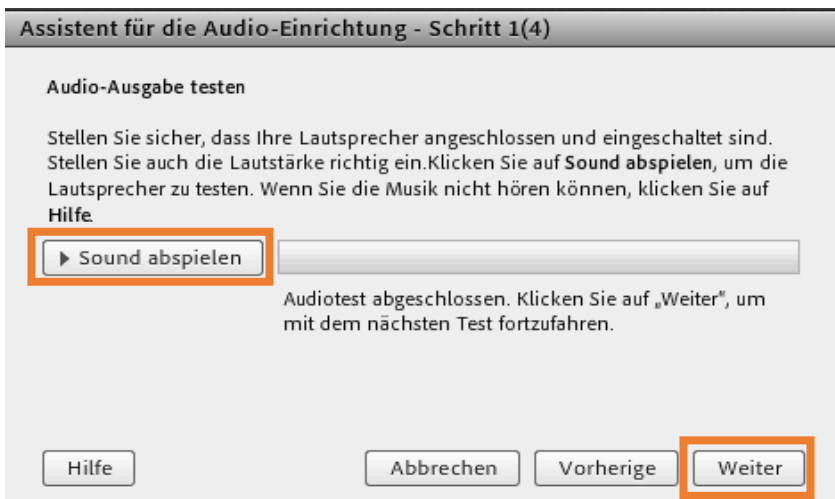 Assistent für die Audio-Einrichtung - Schritt 1(4)
Audio-Ausgabe testen
Stellen Sie sicher, dass Ihre Lautsprecher angeschlossen und eingeschaltet sind.
Stellen Sie auch die Lautstärke richtig ein.Klicken Sie auf Sound abspielen, um die
Lautsprecher zu testen. Wenn Sie die Musik nicht hören können, klicken Sie auf
Hilfe.
Sound abspielen
Audiotest abgeschlossen. Klicken Sie auf „Weiter", um
mit dem nächsten Test fortzufahren.
Hilfe Abbrechen Vorherige Weiter